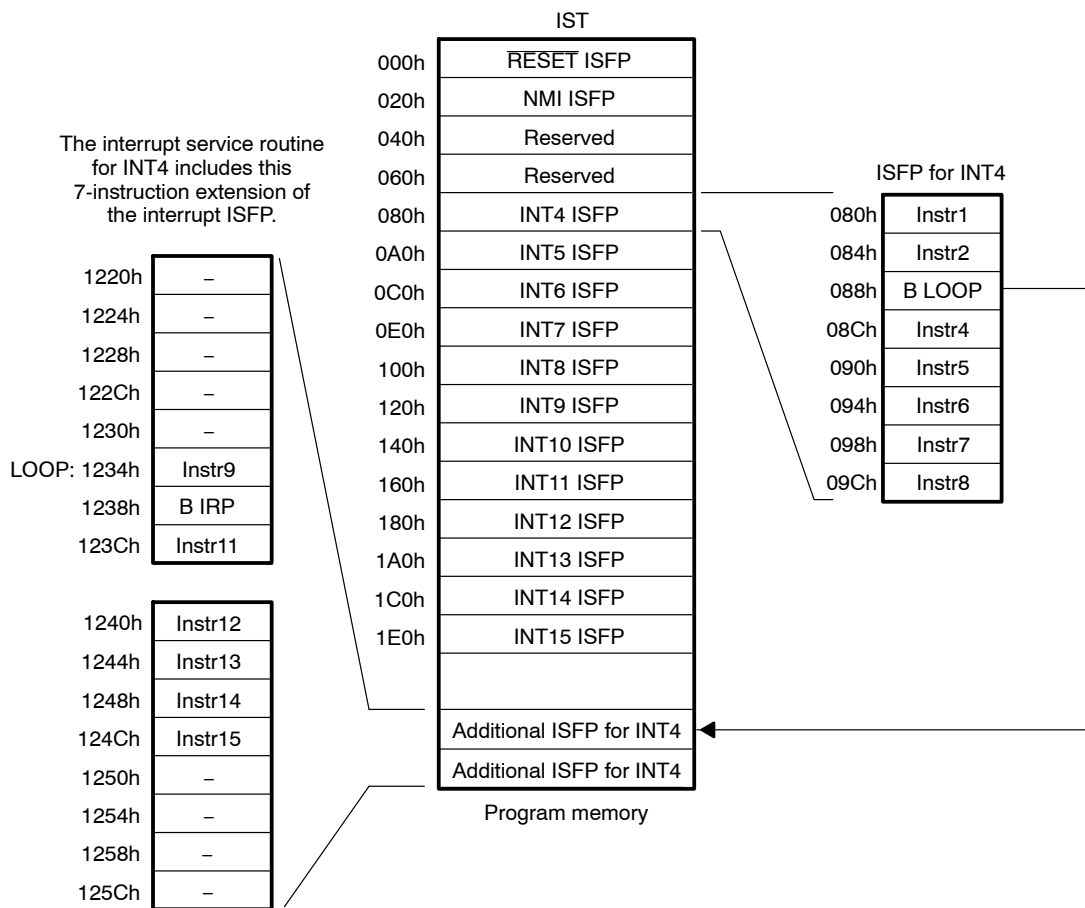 IST
000h RESET ISFP
020h NMI ISFP
040h Reserved
060h Reserved
080h INT4 ISFP
0A0h INT5 ISFP
0C0h INT6 ISFP
0E0h INT7 ISFP
100h INT8 ISFP
120h INT9 ISFP
140h INT10 ISFP
160h INT11 ISFP
180h INT12 ISFP
1A0h INT13 ISFP
1C0h INT14 ISFP
1E0h INT15 ISFP
Additional ISFP for INT4
Additional ISFP for INT4
Program memory
The interrupt service routine
for INT4 includes this
7-instruction extension of
the interrupt ISFP.
1220h –
1224h –
1228h –
122Ch –
1230h –
LOOP: 1234h Instr9
1238h B IRP
123Ch Instr11
1240h Instr12
1244h Instr13
1248h Instr14
124Ch Instr15
1250h –
1254h –
1258h –
125Ch –
ISFP for INT4
080h Instr1
084h Instr2
088h B LOOP
08Ch Instr4
090h Instr5
094h Instr6
098h Instr7
09Ch Instr8